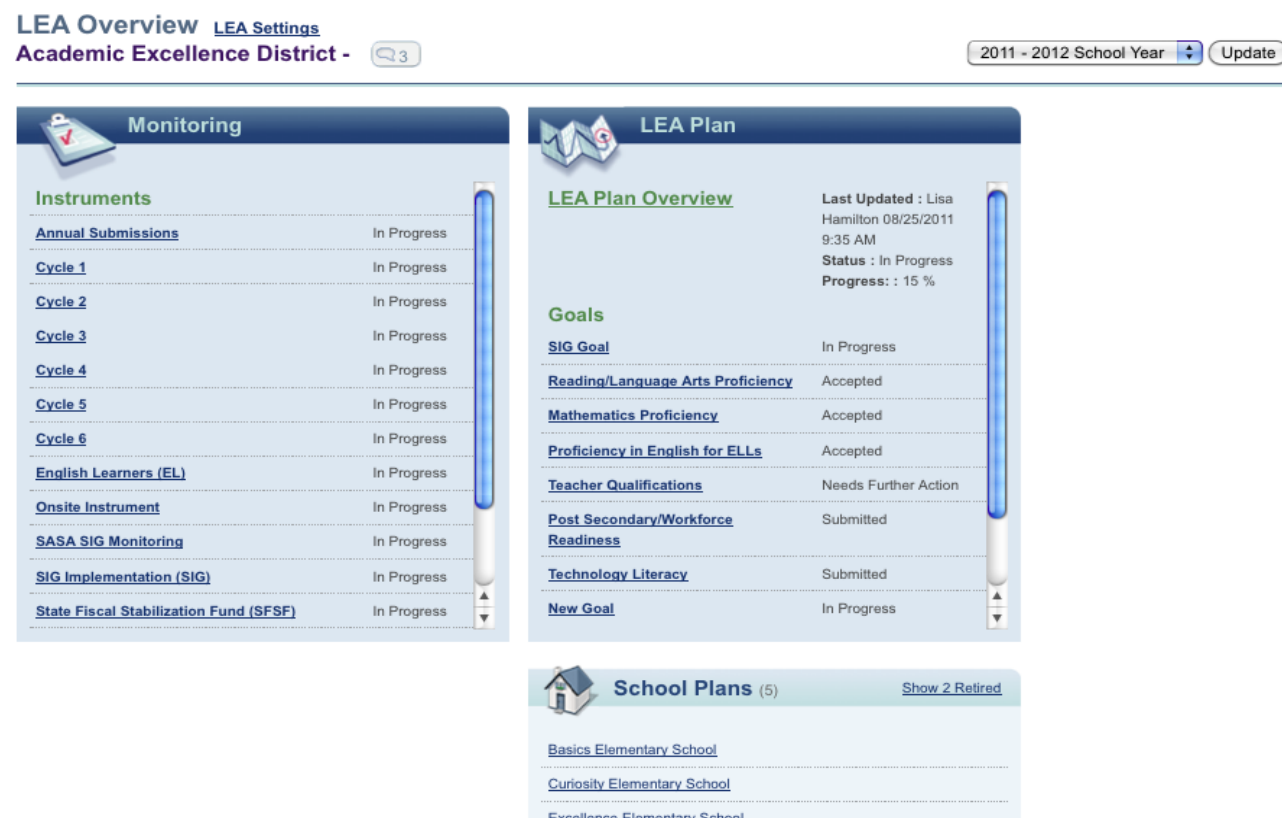 LEA Overview LEA Settings
Academic Excellence District - 3
2011 - 2012 School Year Update
Monitoring
Instruments
Annual Submissions In Progress
Cycle 1 In Progress
Cycle 2 In Progress
Cycle 3 In Progress
Cycle 4 In Progress
Cycle 5 In Progress
Cycle 6 In Progress
English Learners (EL) In Progress
Onsite Instrument In Progress
SASA SIG Monitoring In Progress
SIG Implementation (SIG) In Progress
State Fiscal Stabilization Fund (SFSF) In Progress
LEA Plan
LEA Plan Overview
Last Updated : Lisa
Hamilton 08/25/2011
9:35 AM
Status : In Progress
Progress: : 15 %
Goals
SIG Goal In Progress
Reading/Language Arts Proficiency Accepted
Mathematics Proficiency Accepted
Proficiency in English for ELLs Accepted
Teacher Qualifications Needs Further Action
Post Secondary/Workforce Submitted
Readiness
Technology Literacy Submitted
New Goal In Progress
School Plans (5) Show 2 Retired
Basics Elementary School
Curiosity Elementary School
Excellence Elementary School